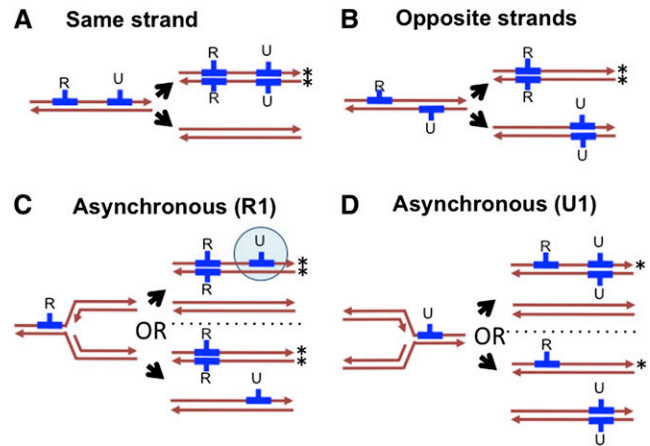 A Same strand
B Opposite strands
R U
R U
*
*
R U
R
U
R
*
*
R
U
U
C Asynchronous (R1)
D Asynchronous (U1)
R
R U
*
*
R
OR
R
*
*
R U
U
R U
*
U
OR
R
*
U
U